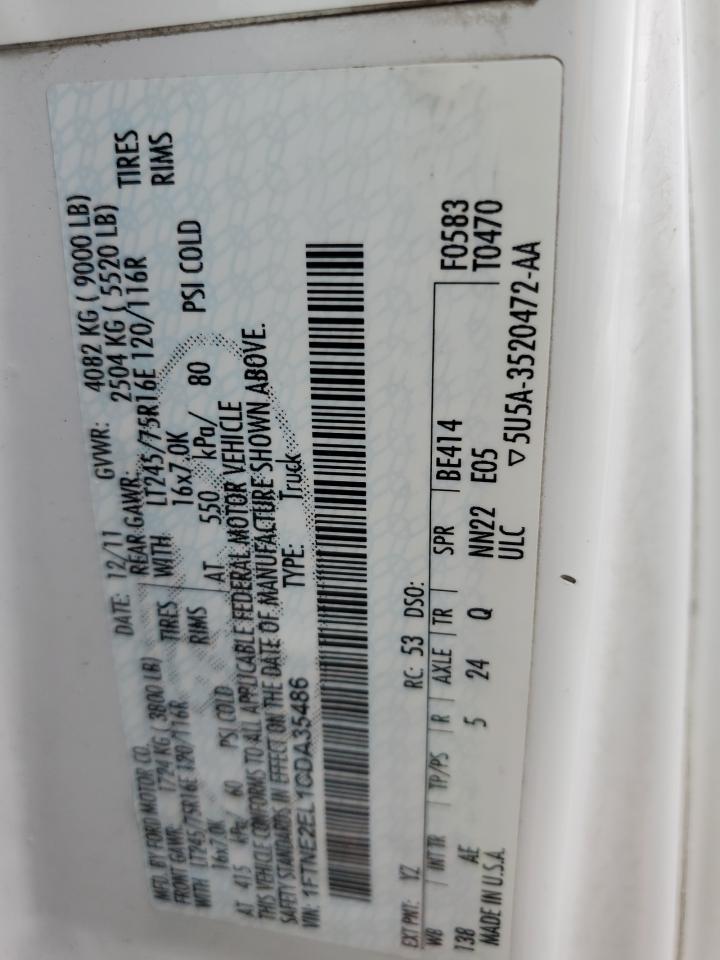 MFD. BY FORD MOTOR CO.
DATE: 12/11 GVWR: 4082 KG ( 9000 LB)
FRONT GAWR: 1724 KG ( 3800 LB) REAR GAWR: 2504 KG ( 5520 LB)
WITH LT245/75R16E 120/116R TIRES WITH LT245/75R16E 120/116R TIRES
16x7.0K RIMS 16x7.0K RIMS
AT 415 kPa/ 60 PSI COLD AT 550 kPa/ 80 PSI COLD
THIS VEHICLE CONFORMS TO ALL APPLICABLE FEDERAL MOTOR VEHICLE
SAFETY STANDARDS IN EFFECT ON THE DATE OF MANUFACTURE SHOWN ABOVE.
VIN: 1FTNE2EL1CDA35486 TYPE: Truck
F0583
T0470
EXT PNT: YZ RC: 53 DSO:
WB INT TR TP/PS R AXLE TR SPR BE414
138 AE 5 24 Q NN22 E05
MADE IN U.S.A. ULC ▽5U5A-3520472-AA